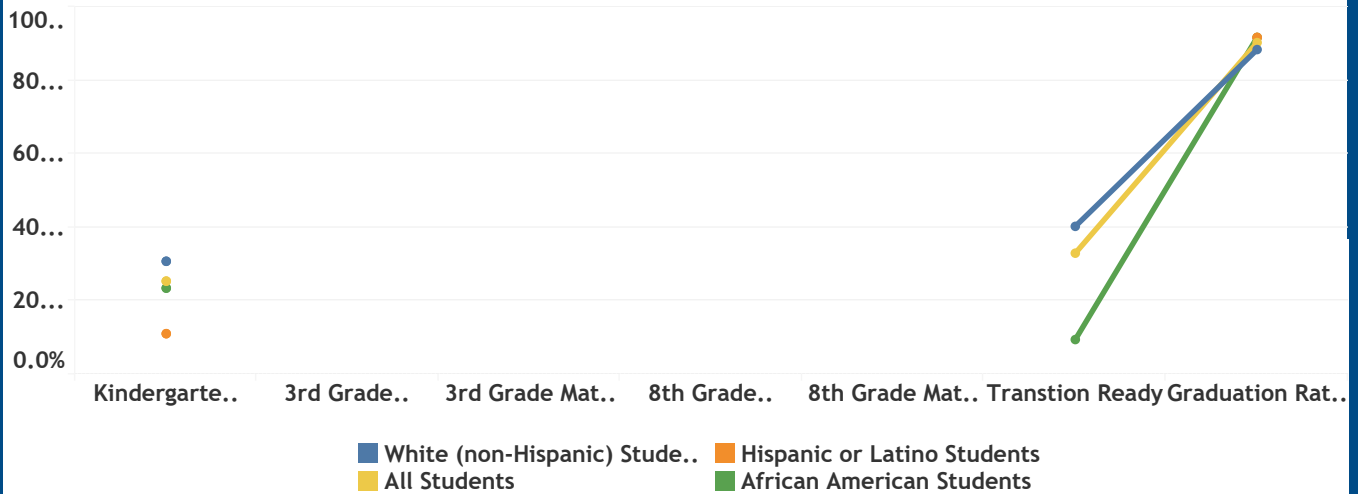 100..
80...
60...
40...
20...
0.0%
Kindergarte.. 3rd Grade.. 3rd Grade Mat.. 8th Grade.. 8th Grade Mat.. Transtion Ready Graduation Rat..
White (non-Hispanic) Stude.. Hispanic or Latino Students
All Students African American Students